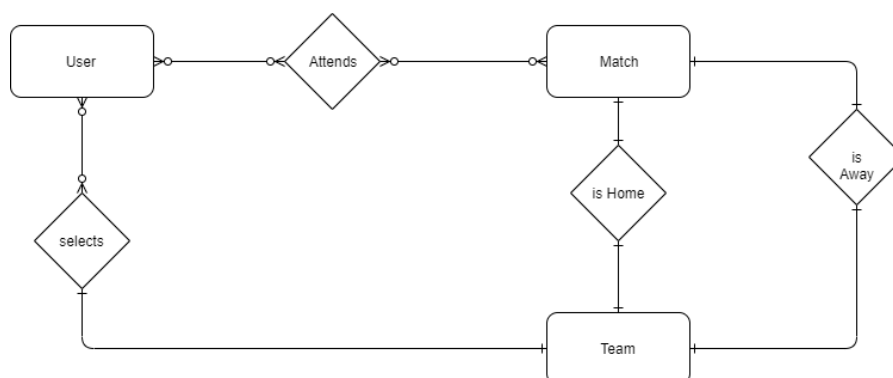 User
Attends
Match
is
Away
is Home
selects
Team